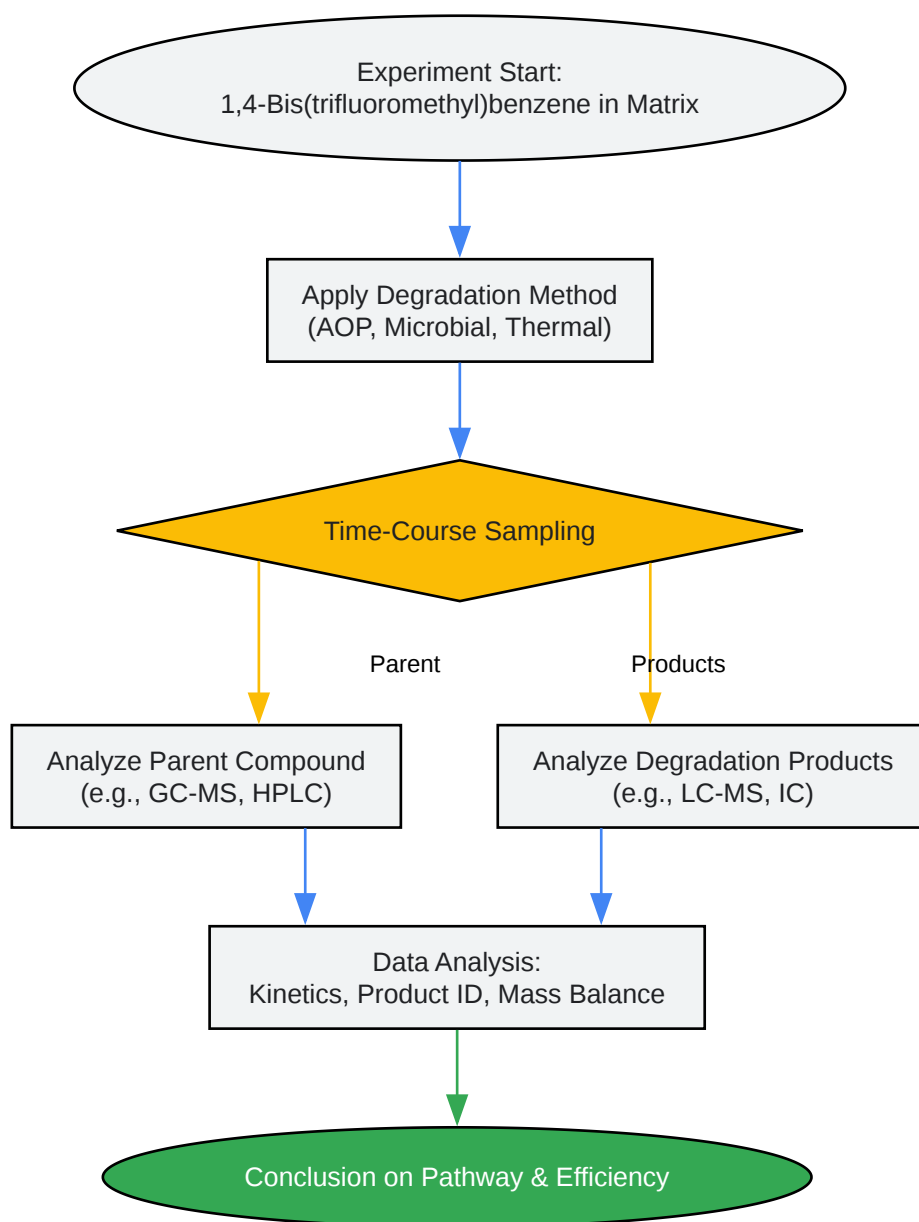 Experiment Start:
1,4-Bis(trifluoromethyl)benzene in Matrix
Apply Degradation Method
(AOP, Microbial, Thermal)
Time-Course Sampling
Parent
Products
Analyze Parent Compound
(e.g., GC-MS, HPLC)
Analyze Degradation Products
(e.g., LC-MS, IC)
Data Analysis:
Kinetics, Product ID, Mass Balance
Conclusion on Pathway & Efficiency